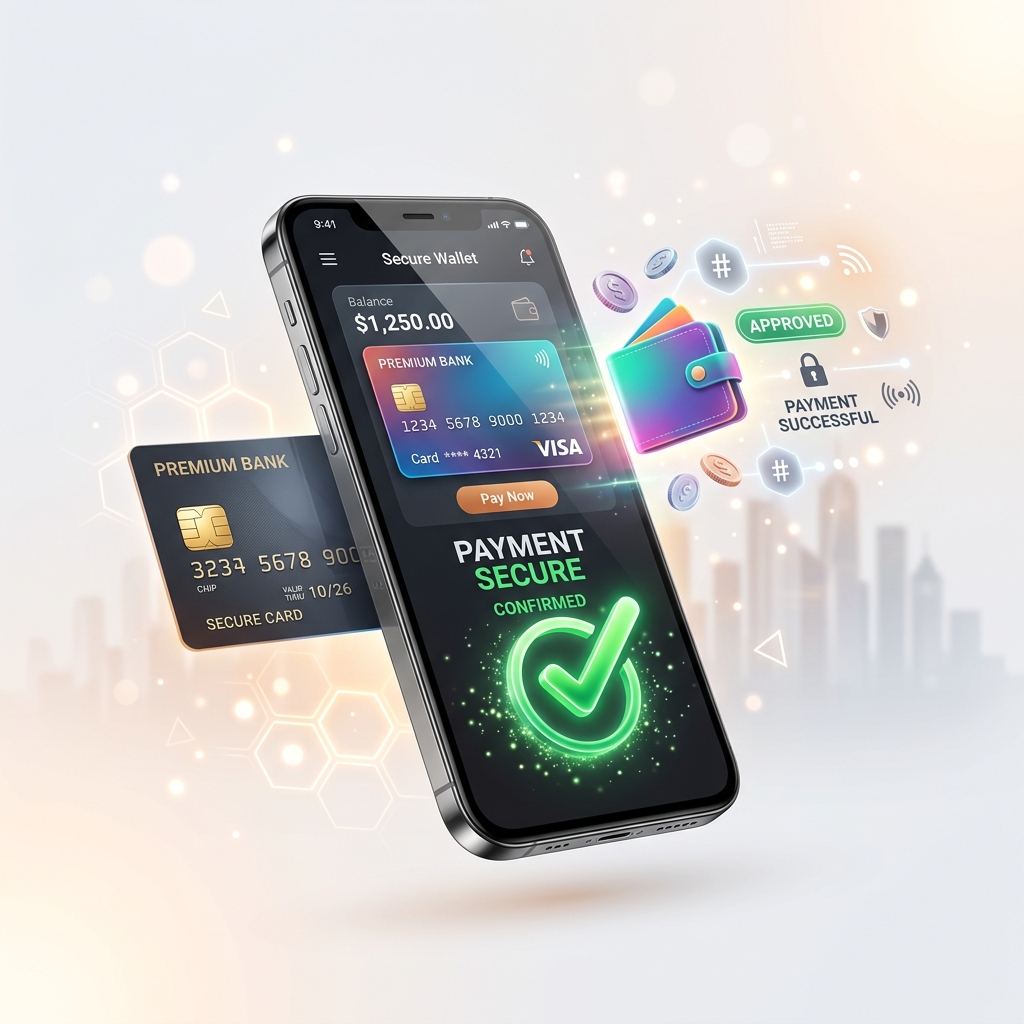 9:41
Secure Wallet
Balance
$1,250.00
PREMIUM BANK
1234 5678 9000 1234
Card **** 4321
VISA
Pay Now
PAYMENT
SECURE
CONFIRMED
PREMIUM BANK
3234 5678 900
CHIP
10/26
SECURE CARD
#
APPROVED
PAYMENT
SUCCESSFUL
#